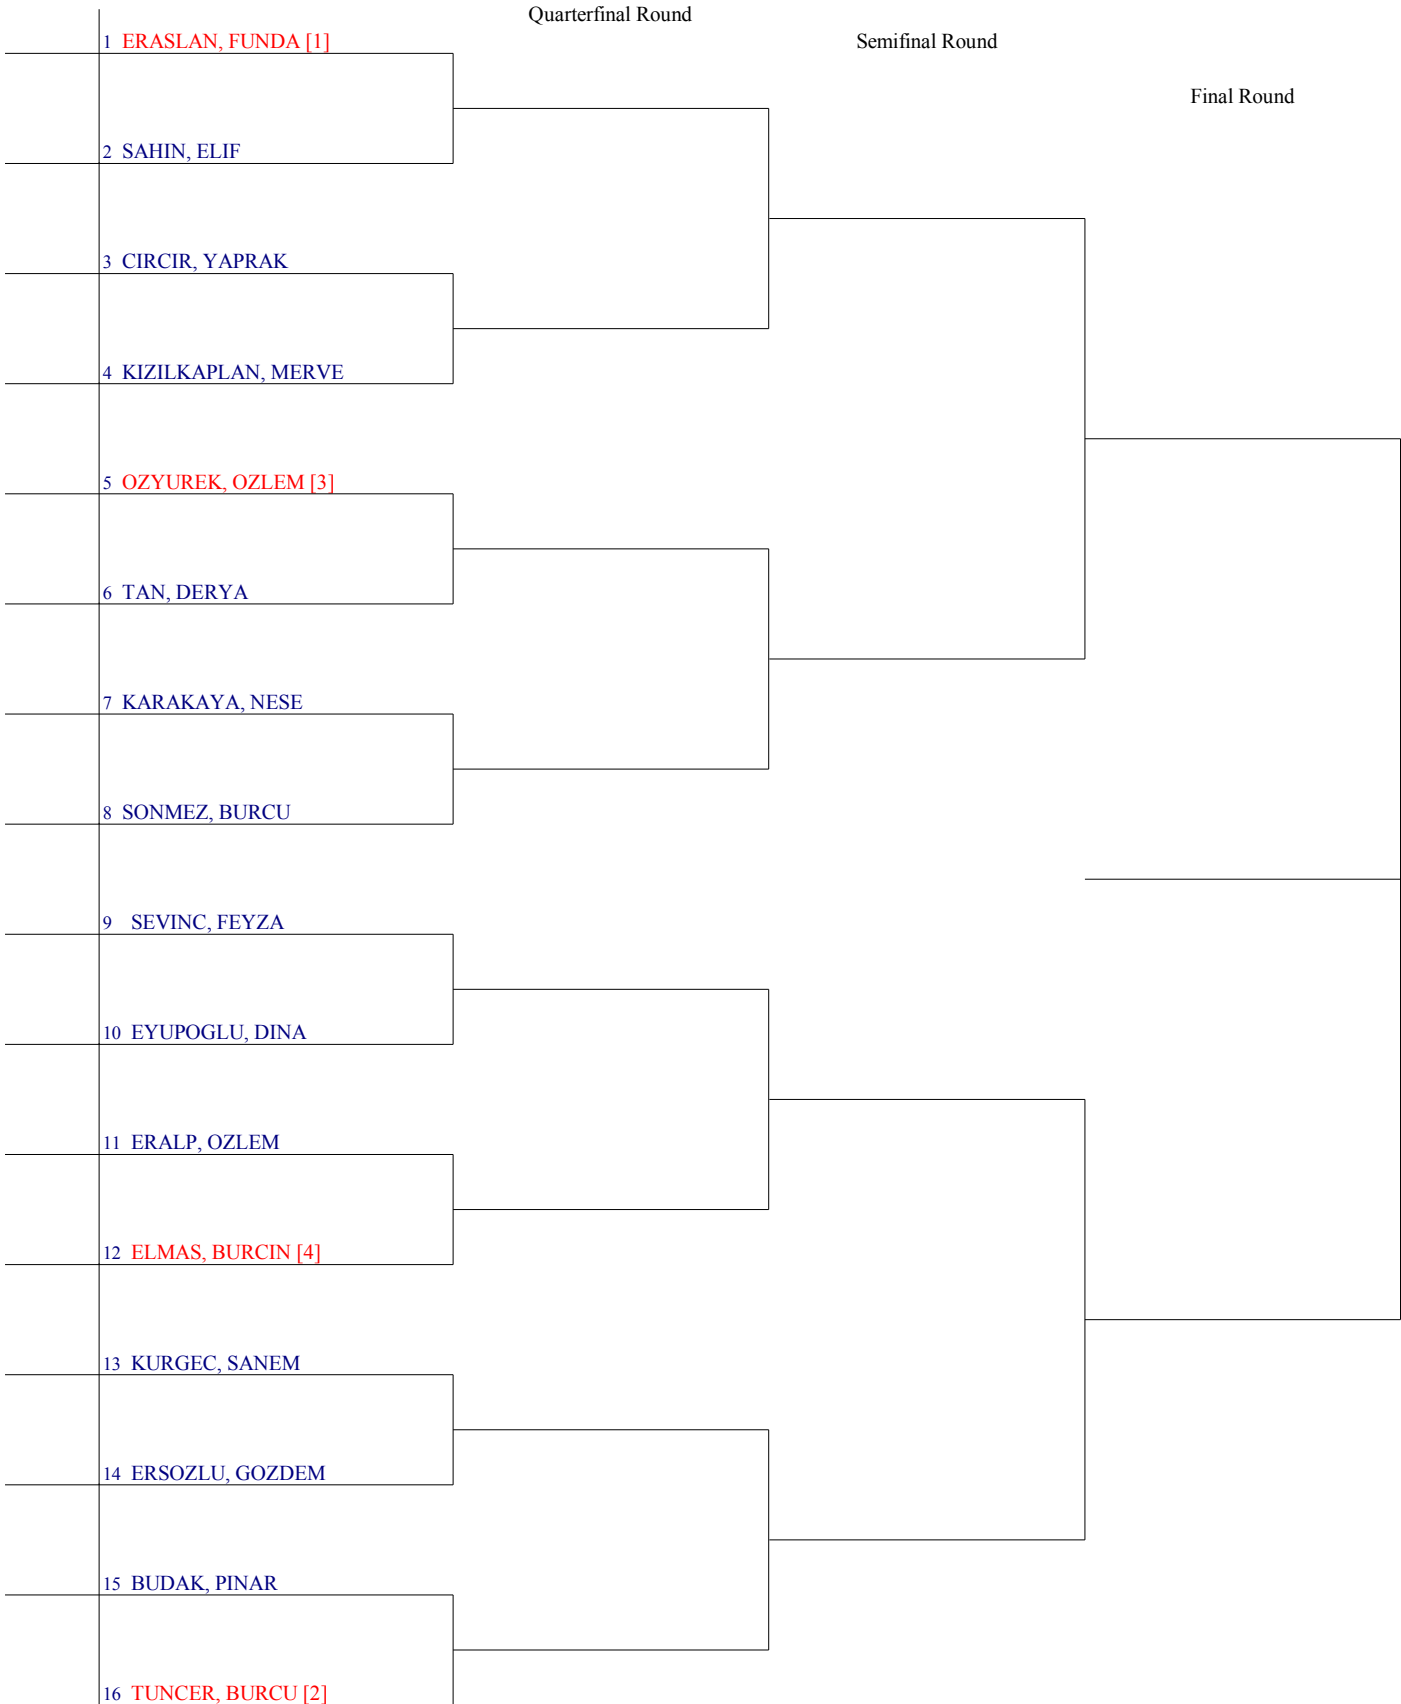 Quarterfinal Round
Semifinal Round
Final Round
1 ERASLAN, FUNDA [1]
2 SAHIN, ELIF
3 CIRCIR, YAPRAK
4 KIZILKAPLAN, MERVE
5 OZYUREK, OZLEM [3]
6 TAN, DERYA
7 KARAKAYA, NESE
8 SONMEZ, BURCU
9 SEVINC, FEYZA
10 EYUPOGLU, DINA
11 ERALP, OZLEM
12 ELMAS, BURCIN [4]
13 KURGEC, SANEM
14 ERSOZLU, GOZDEM
15 BUDAK, PINAR
16 TUNCER, BURCU [2]